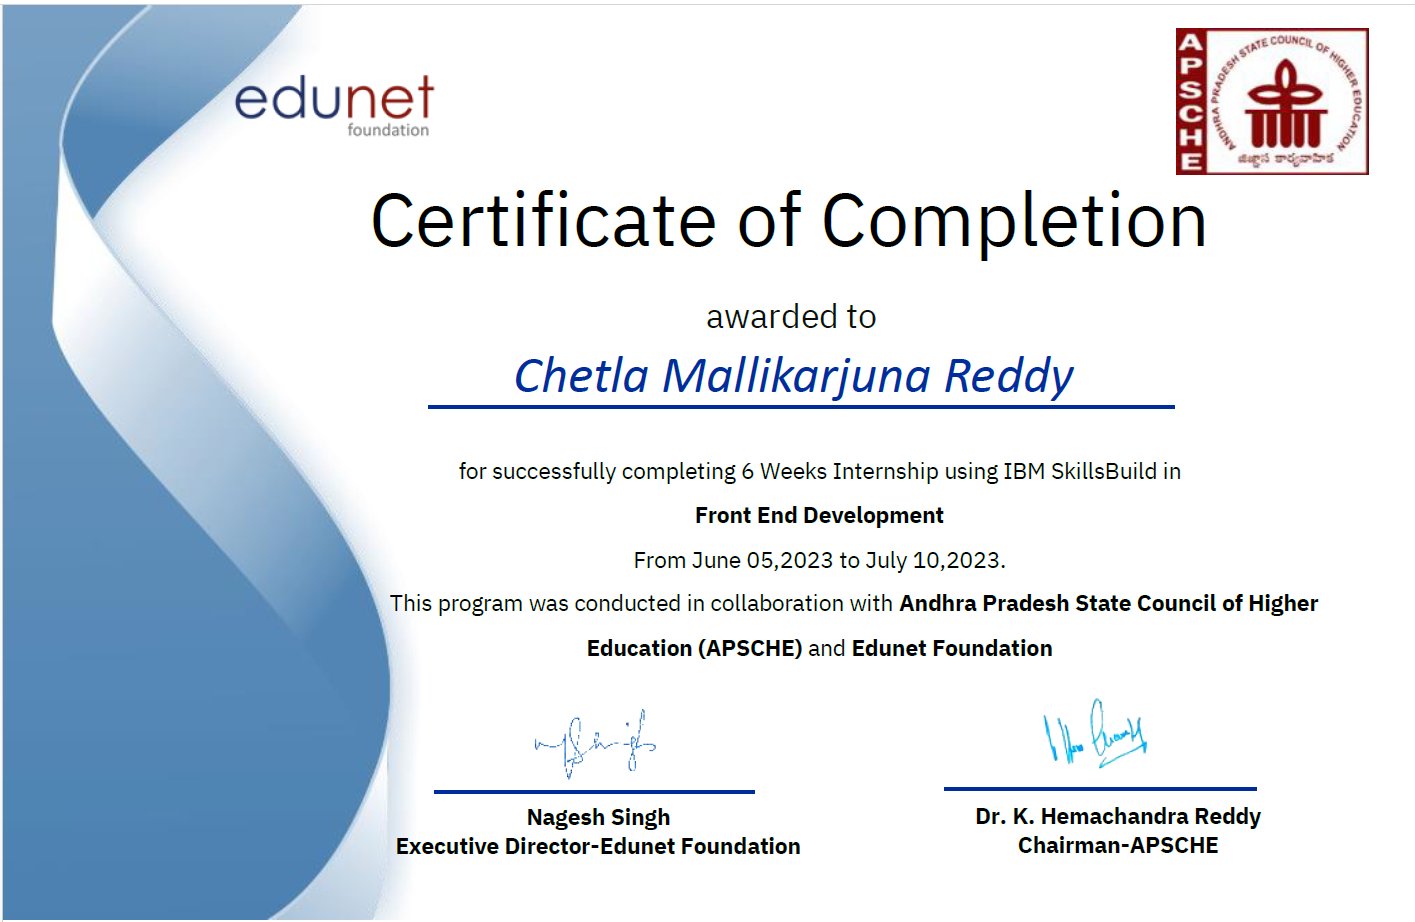 edunet
foundation
APSCHE
ANDHRA PRADESH STATE COUNCIL OF HIGHER EDUCATION
జిజ్ఞాస కార్యవాహిక
Certificate of Completion
awarded to
Chetla Mallikarjuna Reddy
for successfully completing 6 Weeks Internship using IBM SkillsBuild in
Front End Development
From June 05,2023 to July 10,2023.
This program was conducted in collaboration with Andhra Pradesh State Council of Higher
Education (APSCHE) and Edunet Foundation
Nagesh Singh
Executive Director-Edunet Foundation
Dr. K. Hemachandra Reddy
Chairman-APSCHE